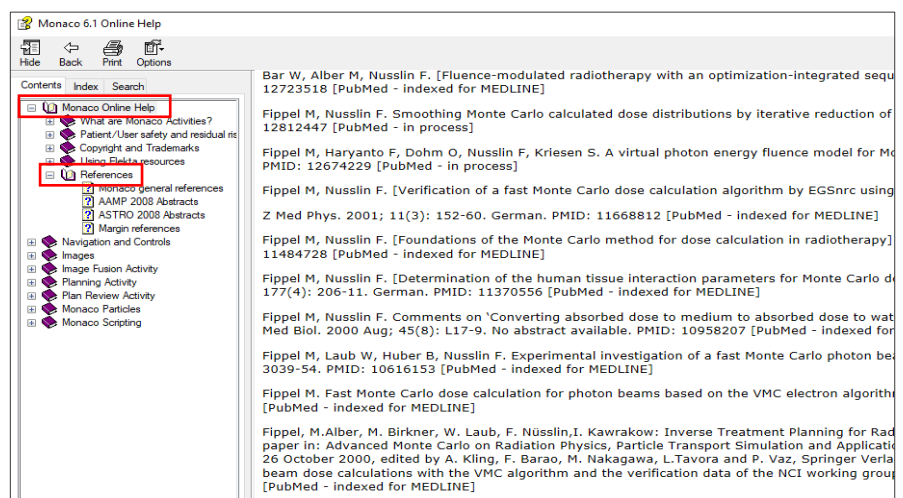 Monaco 6.1 Online Help
Hide Back Print Options
Contents Index Search
Monaco Online Help
What are Monaco Activities?
Patient/User safety and residual ris
Copyright and Trademarks
Using Elekta resources
References
Monaco general references
AAMP 2008 Abstracts
ASTRO 2008 Abstracts
Margin references
Navigation and Controls
Images
Image Fusion Activity
Planning Activity
Plan Review Activity
Monaco Particles
Monaco Scripting
Bar W, Alber M, Nusslin F. [Fluence-modulated radiotherapy with an optimization-integrated sequ
12723518 [PubMed - indexed for MEDLINE]
Fippel M, Nusslin F. Smoothing Monte Carlo calculated dose distributions by iterative reduction of
12812447 [PubMed - in process]
Fippel M, Haryanto F, Dohm O, Nusslin F, Kriesen S. A virtual photon energy fluence model for Mo
PMID: 12674229 [PubMed - in process]
Fippel M, Nusslin F. [Verification of a fast Monte Carlo dose calculation algorithm by EGSnrc using
Z Med Phys. 2001; 11(3): 152-60. German. PMID: 11668812 [PubMed - indexed for MEDLINE]
Fippel M, Nusslin F. [Foundations of the Monte Carlo method for dose calculation in radiotherapy]
11484728 [PubMed - indexed for MEDLINE]
Fippel M, Nusslin F. [Determination of the human tissue interaction parameters for Monte Carlo d
177(4): 206-11. German. PMID: 11370556 [PubMed - indexed for MEDLINE]
Fippel M, Nusslin F. Comments on 'Converting absorbed dose to medium to absorbed dose to wat
Med Biol. 2000 Aug; 45(8): L17-9. No abstract available. PMID: 10958207 [PubMed - indexed for
Fippel M, Laub W, Huber B, Nusslin F. Experimental investigation of a fast Monte Carlo photon bea
3039-54. PMID: 10616153 [PubMed - indexed for MEDLINE]
Fippel M. Fast Monte Carlo dose calculation for photon beams based on the VMC electron algorith
[PubMed - indexed for MEDLINE]
Fippel, M.Alber, M. Birkner, W. Laub, F. Nüsslin,I. Kawrakow: Inverse Treatment Planning for Rad
paper in: Advanced Monte Carlo on Radiation Physics, Particle Transport Simulation and Applicatio
26 October 2000, edited by A. Kling, F. Barao, M. Nakagawa, L.Tavora and P. Vaz, Springer Verla
beam dose calculations with the VMC algorithm and the verification data of the NCI working group
[PubMed - indexed for MEDLINE]